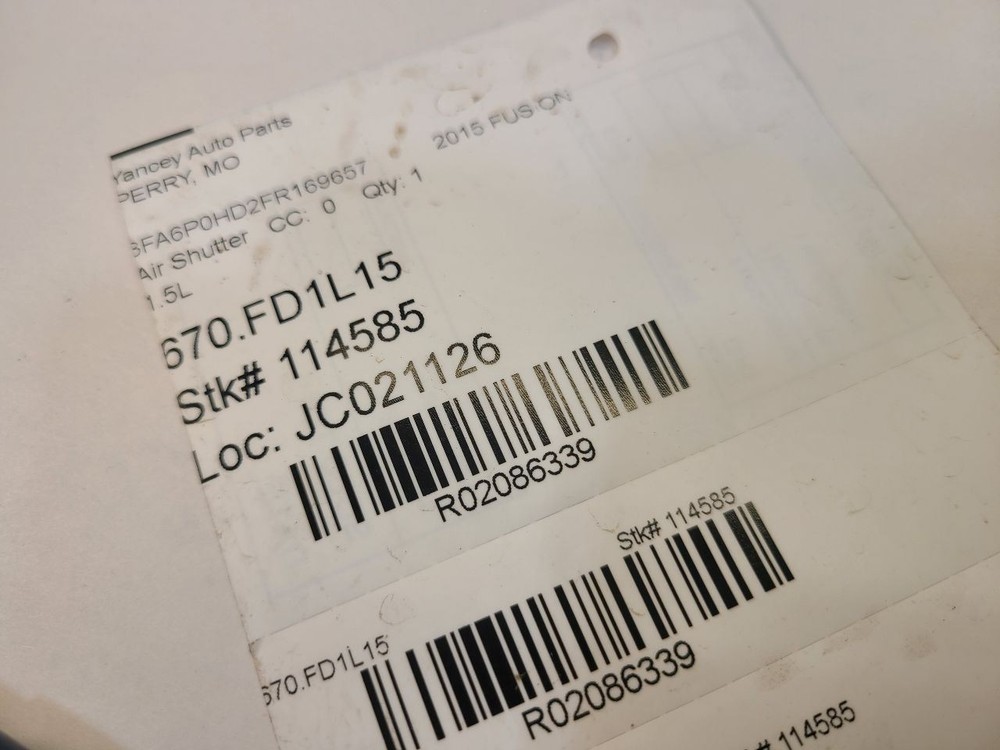 Yancey Auto Parts
PERRY, MO
2015 FUSION
3FA6P0HD2FR169657
Air Shutter CC: 0 Qty: 1
1.5L
670.FD1L15
Stk# 114585
Loc: JC021126
R02086339
Stk# 114585
670.FD1L15
R02086339
# 114585